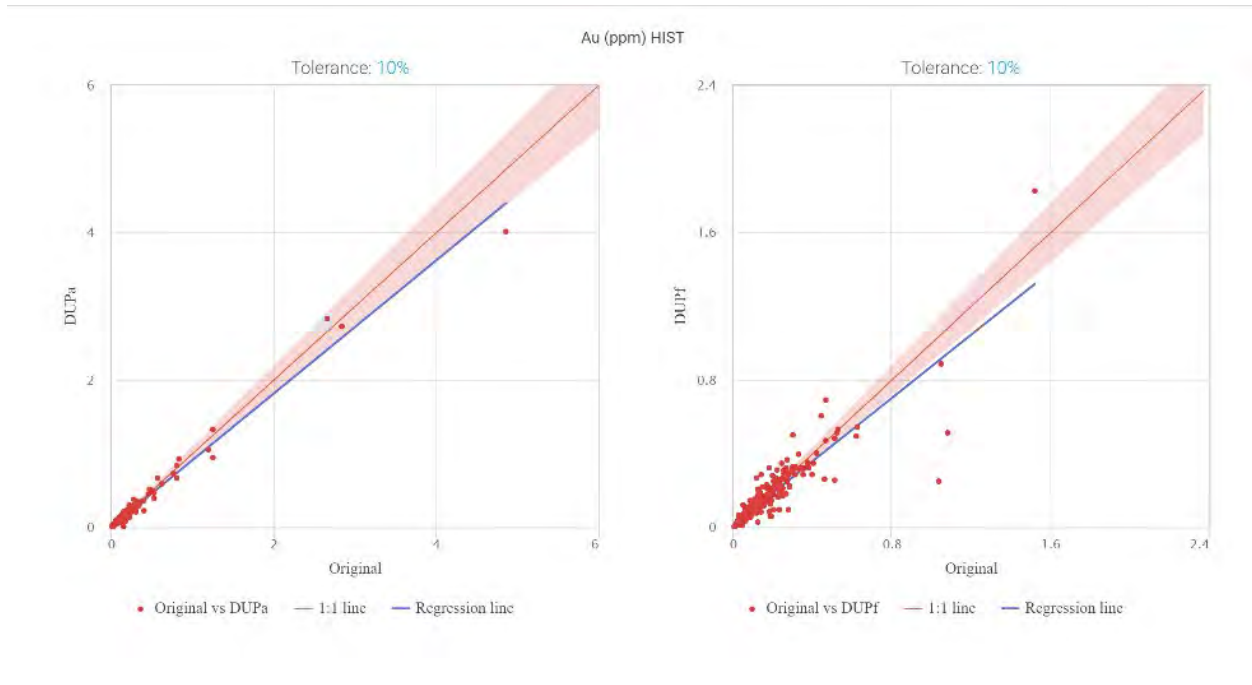 Au (ppm) HIST
Tolerance: 10%
6
4
2
0
DUPa
0 2 4 6
Original
Original vs DUPa 1:1 line Regression line
Tolerance: 10%
2.4
1.6
0.8
0
DUPf
0 0.8 1.6 2.4
Original
Original vs DUPf 1:1 line Regression line